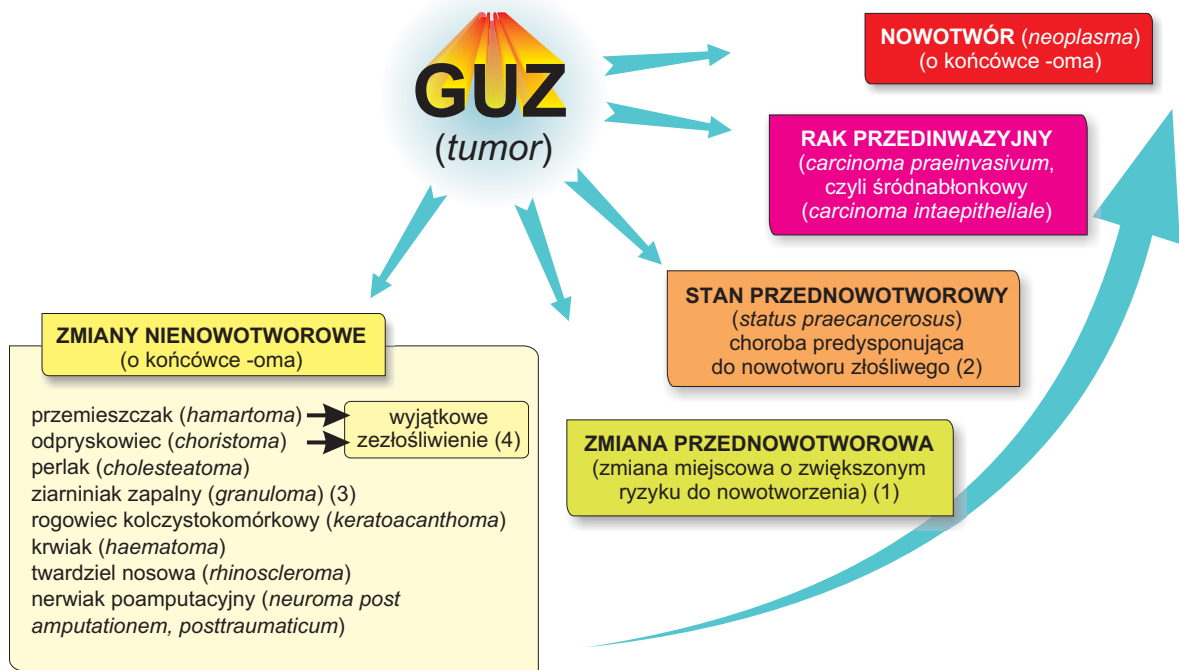 GUZ
(tumor)
NOWOTWÓR (neoplasma)
(o końcówce -oma)
RAK PRZEDINWAZYJNY
(carcinoma praeinvasivum,
czyli śródnabłonkowy
(carcinoma intaepitheliale)
STAN PRZEDNOWOTWOROWY
(status praecancerosus)
choroba predysponująca
do nowotworu złośliwego (2)
ZMIANA PRZEDNOWOTWOROWA
(zmiana miejscowa o zwiększonym
ryzyku do nowotworzenia) (1)
ZMIANY NIENOWOTWOROWE
(o końcówce -oma)
przemieszczak (hamartoma)
odpryskowiec (choristoma)
wyjątkowe
zezłośliwienie (4)
perlak (cholesteatoma)
ziarniniak zapalny (granuloma) (3)
rogowiec kolczystokomórkowy (keratoacanthoma)
krwiak (haematoma)
twardziel nosowa (rhinoscleroma)
nerwiak poamputacyjny (neuroma post
amputationem, posttraumaticum)